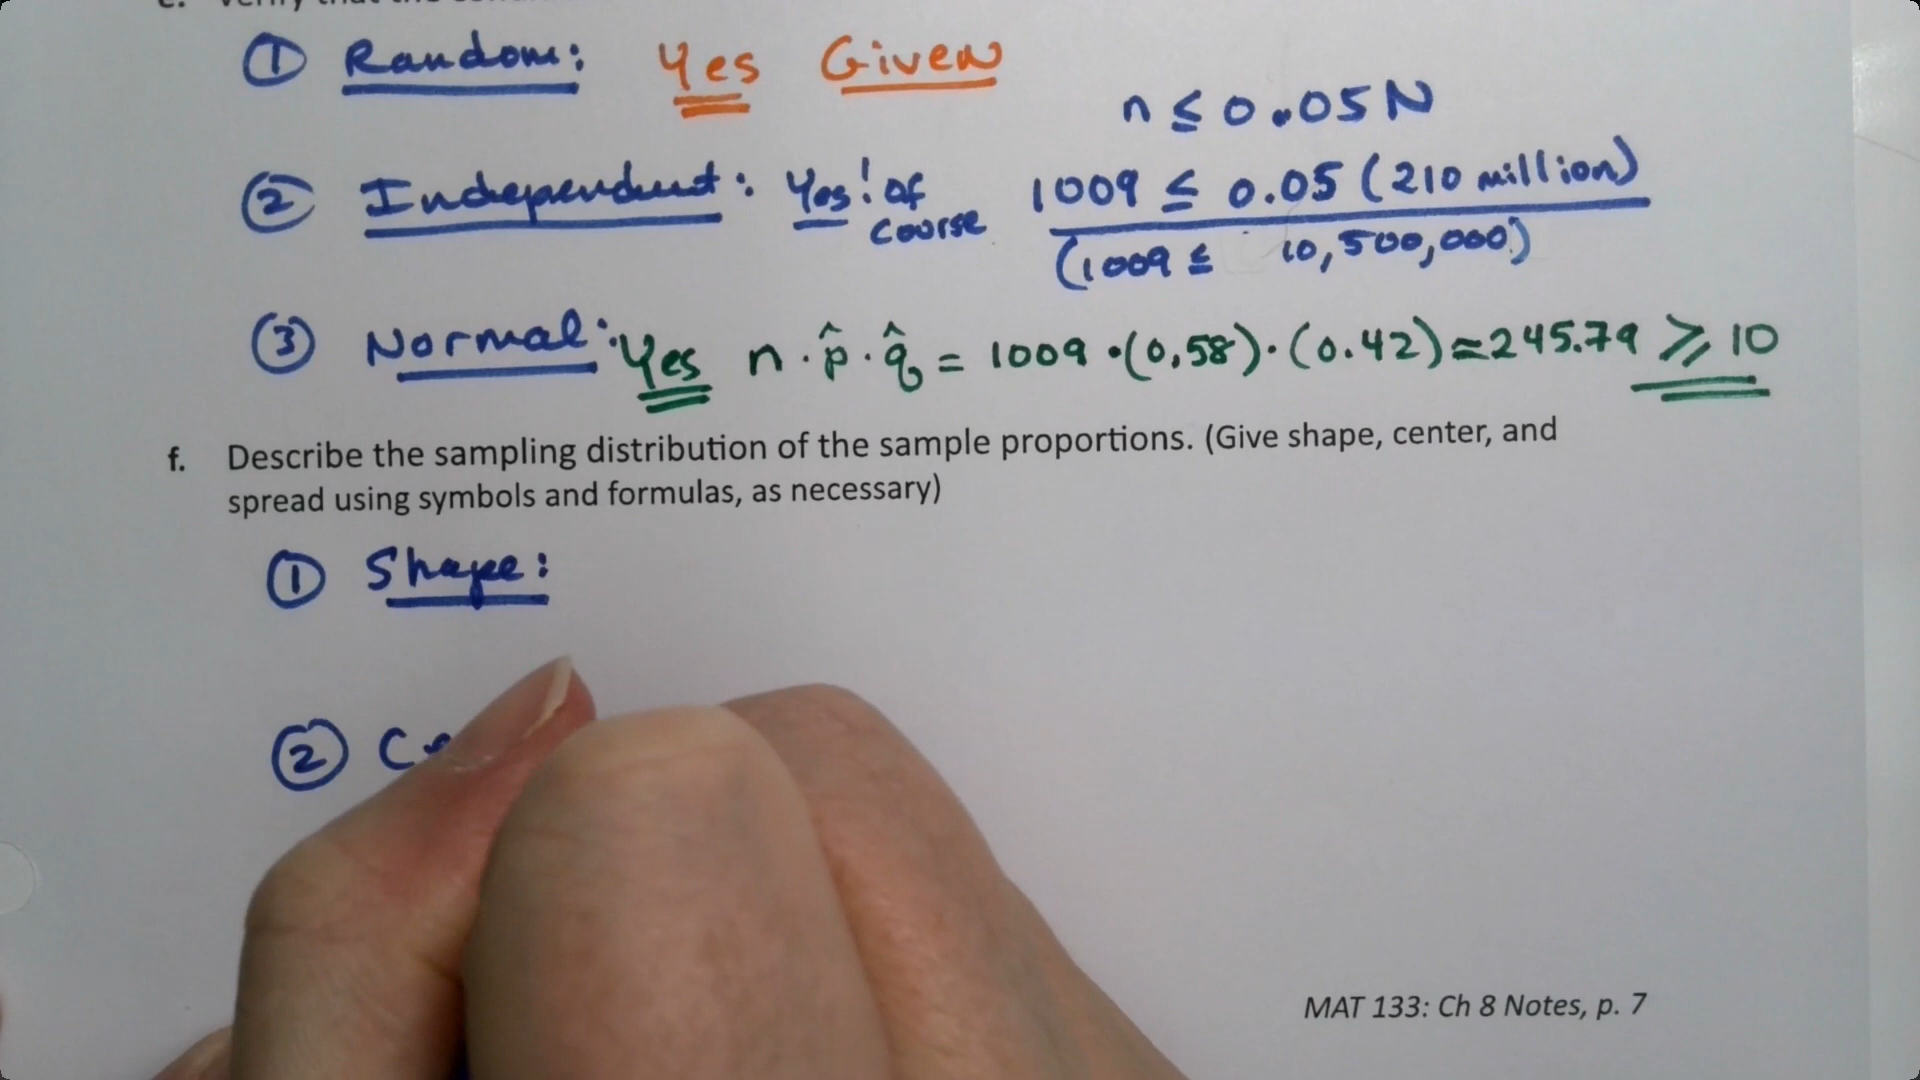 ① Random: Yes Given
n ≤ 0.05N
② Independent: Yes! of course
1009 ≤ 0.05 (210 million)
(1009 ≤ 10,500,000)
③ Normal: Yes n · p̂ · q̂ = 1009 · (0.58) · (0.42) ≈ 245.79 ≥ 10
f. Describe the sampling distribution of the sample proportions. (Give shape, center, and
spread using symbols and formulas, as necessary)
① Shape:
②
MAT 133: Ch 8 Notes, p. 7